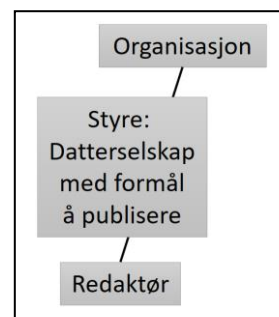 Organisasjon
Styre:
Datterselskap
med formål
å publisere
Redaktør